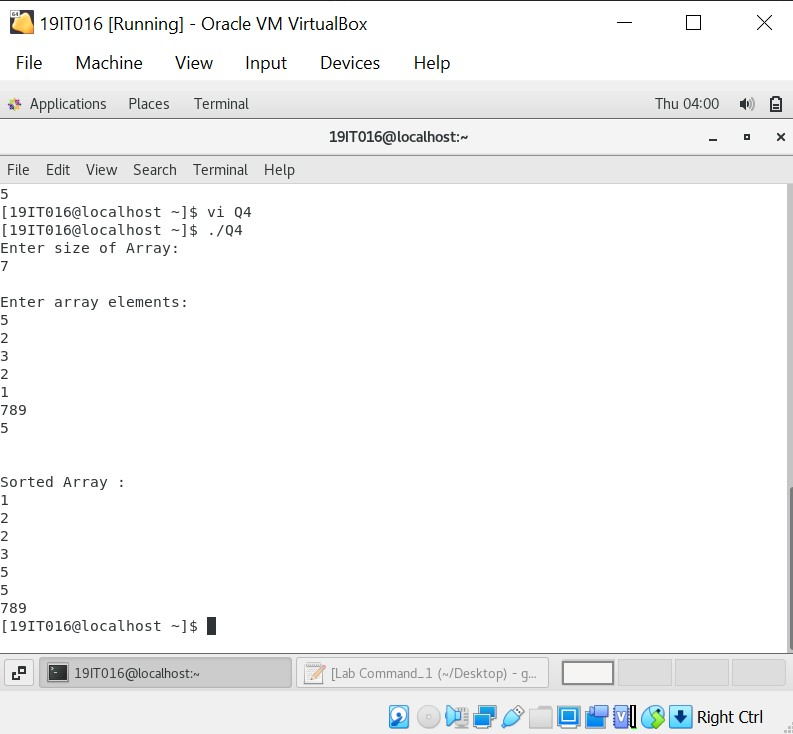 19IT016 [Running] - Oracle VM VirtualBox
File Machine View Input Devices Help
Applications Places Terminal Thu 04:00
19IT016@localhost:~
File Edit View Search Terminal Help
5
[19IT016@localhost ~]$ vi Q4
[19IT016@localhost ~]$ ./Q4
Enter size of Array:
7
Enter array elements:
5
2
3
2
1
789
5
Sorted Array :
1
2
2
3
5
5
789
[19IT016@localhost ~]$
19IT016@localhost:~ [Lab Command_1 (~/Desktop) - g...
Right Ctrl